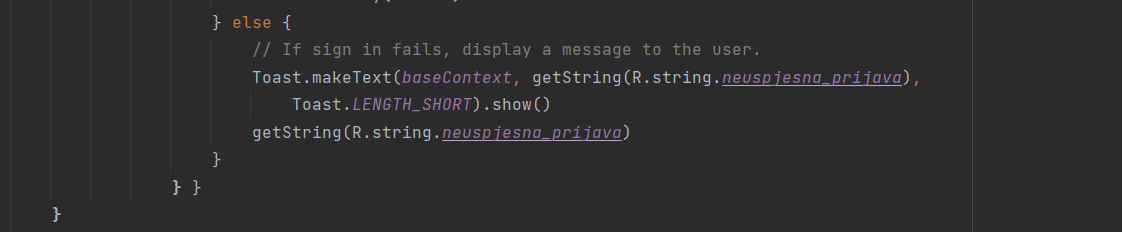 } else {
// If sign in fails, display a message to the user.
Toast.makeText(baseContext, getString(R.string.neuspjesna_prijava),
Toast.LENGTH_SHORT).show()
getString(R.string.neuspjesna_prijava)
}
} }
}